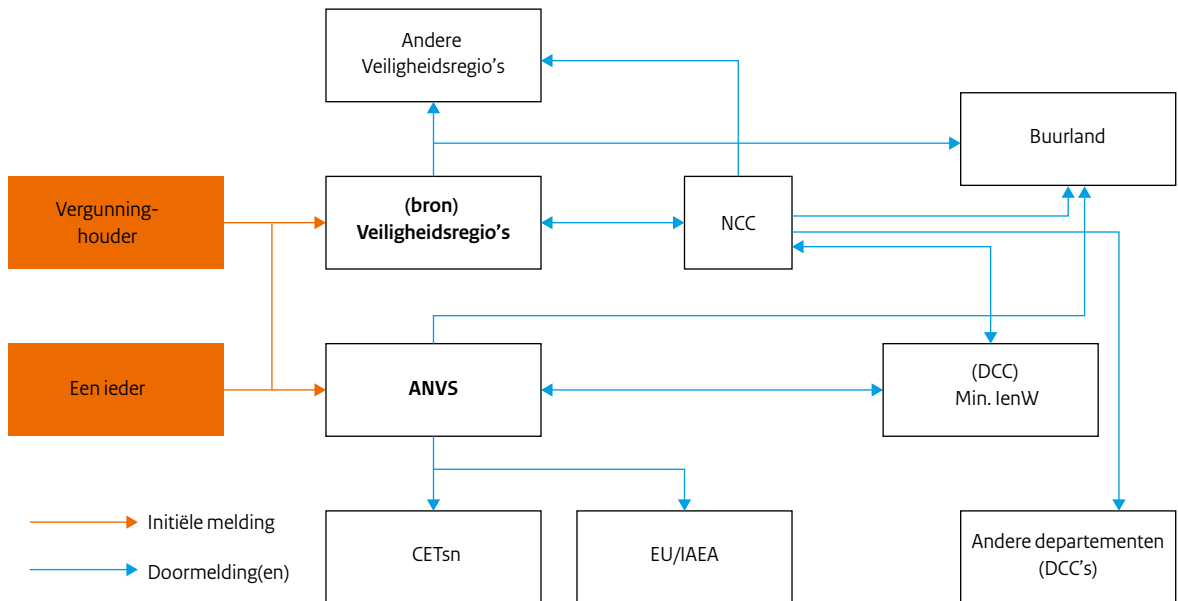 Andere
Veiligheidsregio's
Buurland
Vergunning-
houder
(bron)
Veiligheidsregio's
NCC
Een ieder
ANVS
(DCC)
Min. IenW
Initiële melding
Doormelding(en)
CETsn
EU/IAEA
Andere departementen
(DCC's)